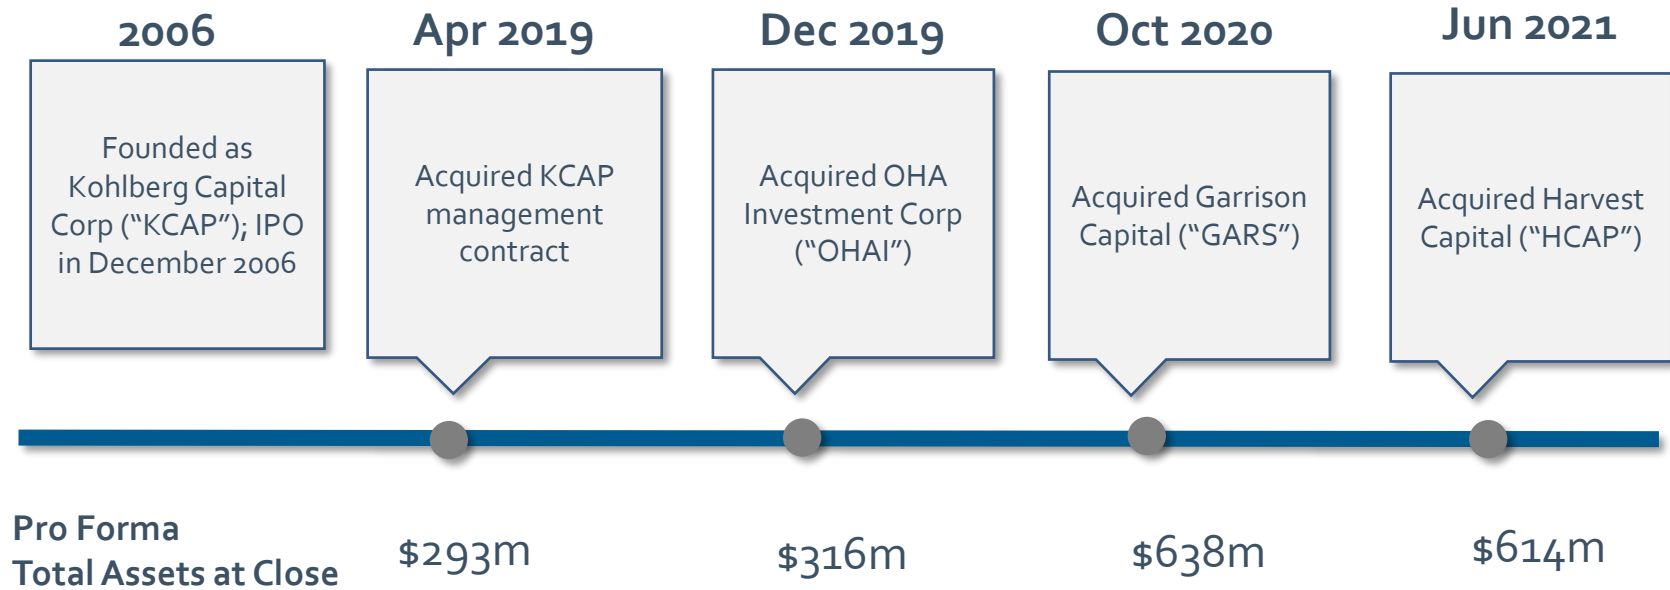 2006
Founded as
Kohlberg Capital
Corp (“KCAP”); IPO
in December 2006
Apr 2019
Acquired KCAP
management
contract
Dec 2019
Acquired OHA
Investment Corp
(“OHAI”)
Oct 2020
Acquired Garrison
Capital (“GARS”)
Jun 2021
Acquired Harvest
Capital (“HCAP”)
Pro Forma
Total Assets at Close
$293m
$316m
$638m
$614m